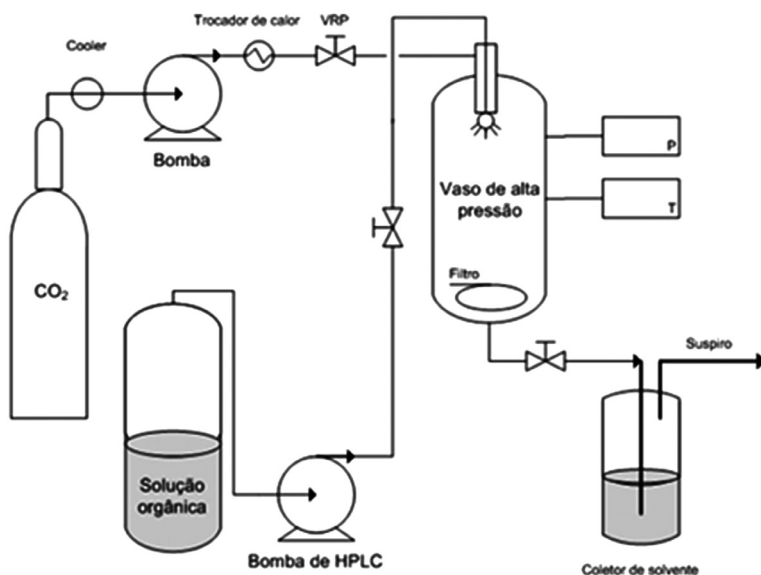 Trocador de calor
VRP
Cooler
Bomba
P
Vaso de alta
pressão
T
CO₂
Filtro
Suspiro
Solução
orgânica
Bomba de HPLC
Coletor de solvente